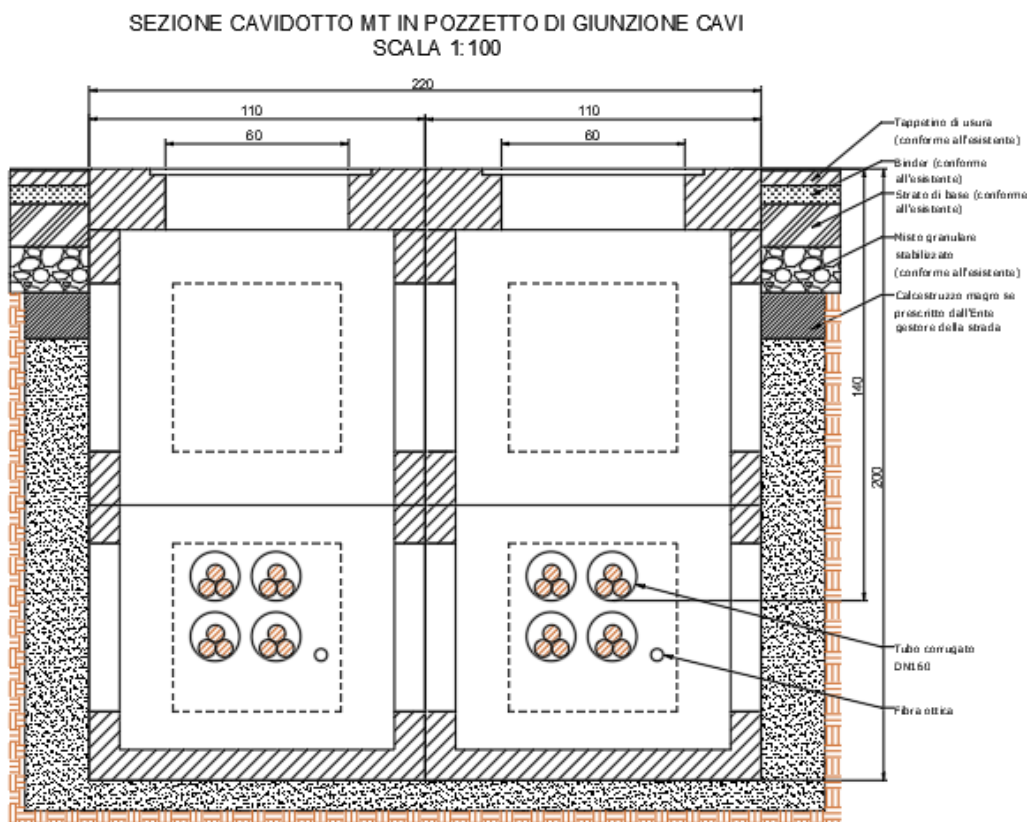 SEZIONE CAVIDOTTO MT IN POZZETTO DI GIUNZIONE CAVI
SCALA 1:100
220
110
110
60
60
Tappetino di usura
(conforme all'esistente)
Binder (conforme
all'esistente)
Strato di base (conforme
all'esistente)
Misto granulare
stabilizzato
(conforme all'esistente)
Calcestruzzo magro se
prescritto dall'Ente
gestore della strada
140
200
Tubo corrugato
DN160
Fibra ottica